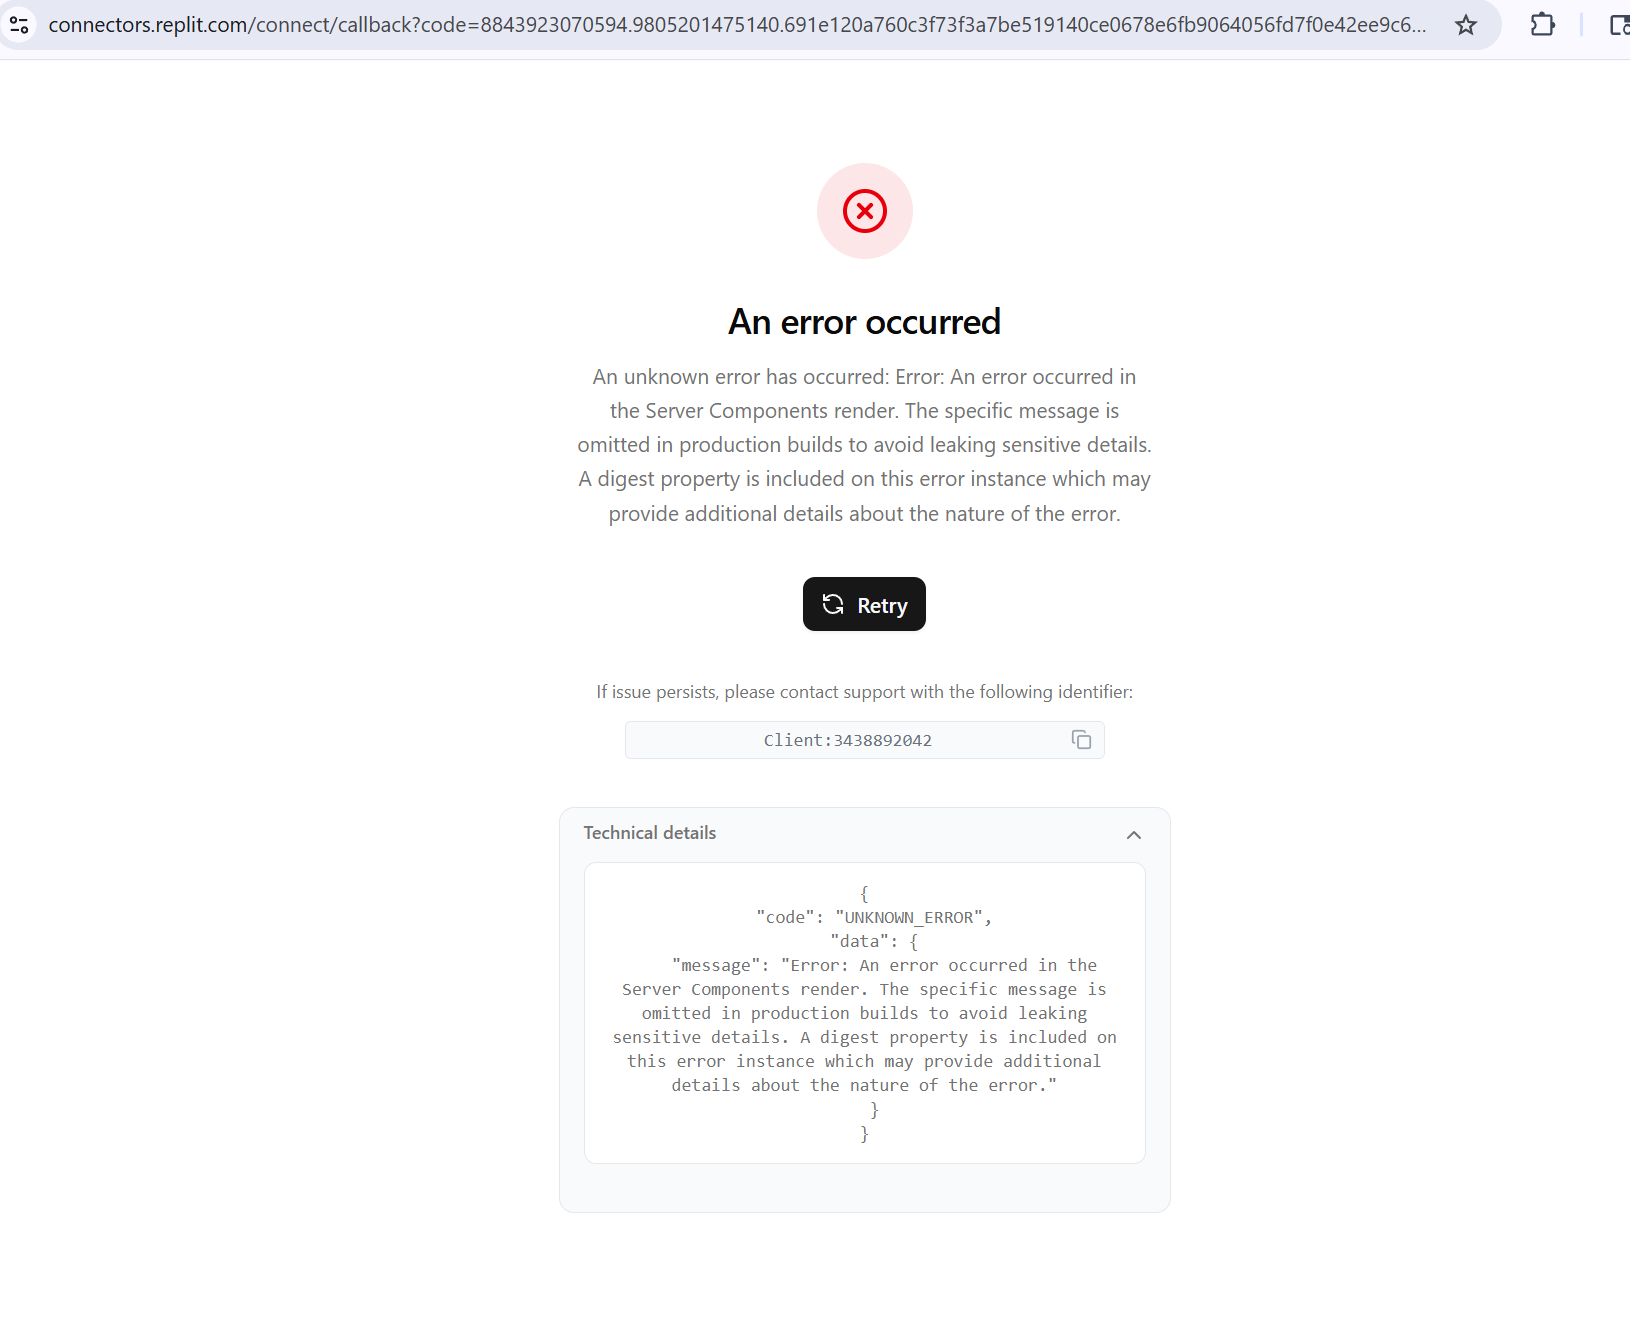 connectors.replit.com/connect/callback?code=8843923070594.9805201475140.691e120a760c3f73f3a7be519140ce0678e6fb9064056fd7f0e42ee9c6...
An error occurred
An unknown error has occurred: Error: An error occurred in
the Server Components render. The specific message is
omitted in production builds to avoid leaking sensitive details.
A digest property is included on this error instance which may
provide additional details about the nature of the error.
Retry
If issue persists, please contact support with the following identifier:
Client:3438892042
Technical details
{
"code": "UNKNOWN_ERROR",
"data": {
"message": "Error: An error occurred in the
Server Components render. The specific message is
omitted in production builds to avoid leaking
sensitive details. A digest property is included on
this error instance which may provide additional
details about the nature of the error."
}
}